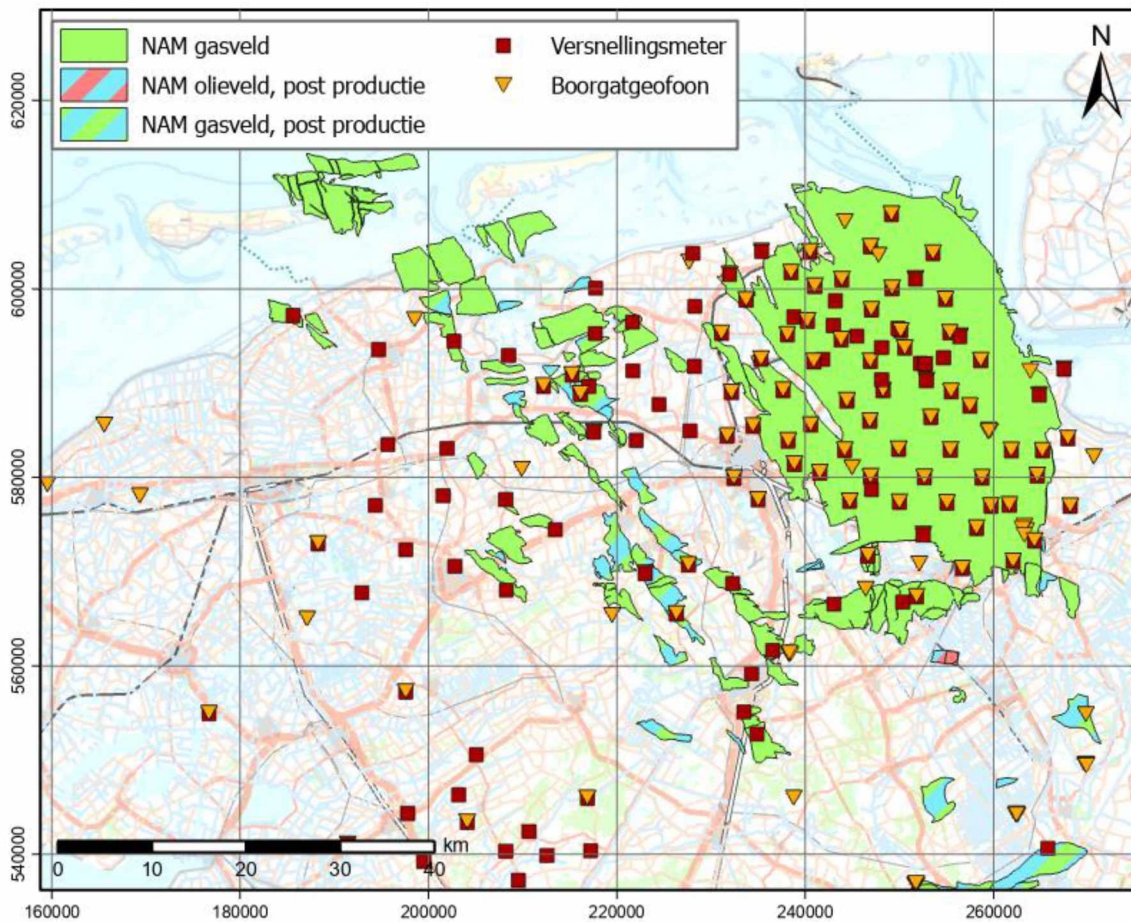 NAM gasveld
NAM olieveld, post productie
NAM gasveld, post productie
Versnellingsmeter
Boorgatgeofoon
N
620000
600000
580000
560000
540000
km
0 10 20 30 40
160000 180000 200000 220000 240000 260000